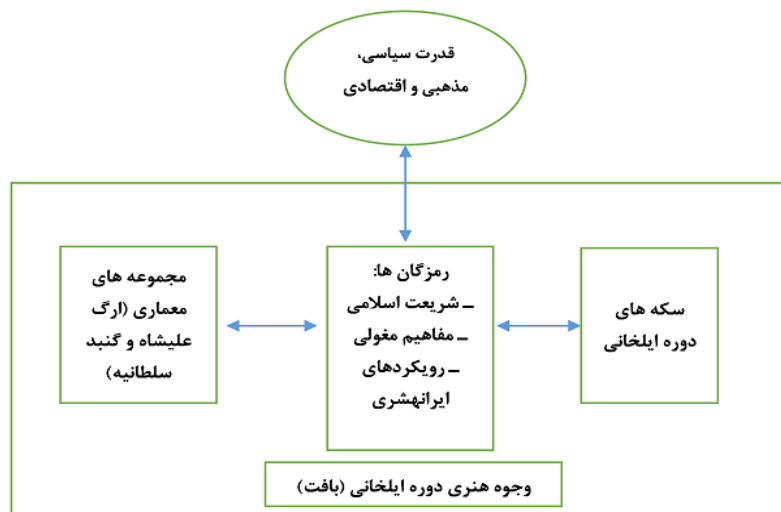 قدرت سیاسی،
مذهبی و اقتصادی
سکه های
دوره ایلخانی
رمزگان ها:
ـ شریعت اسلامی
ـ مفاهیم مغولی
ـ رویکردهای
ایرانهشری
مجموعه های
معماری (ارگ
علیشاه و گنبد
سلطانیه)
وجوه هنری دوره ایلخانی (بافت)